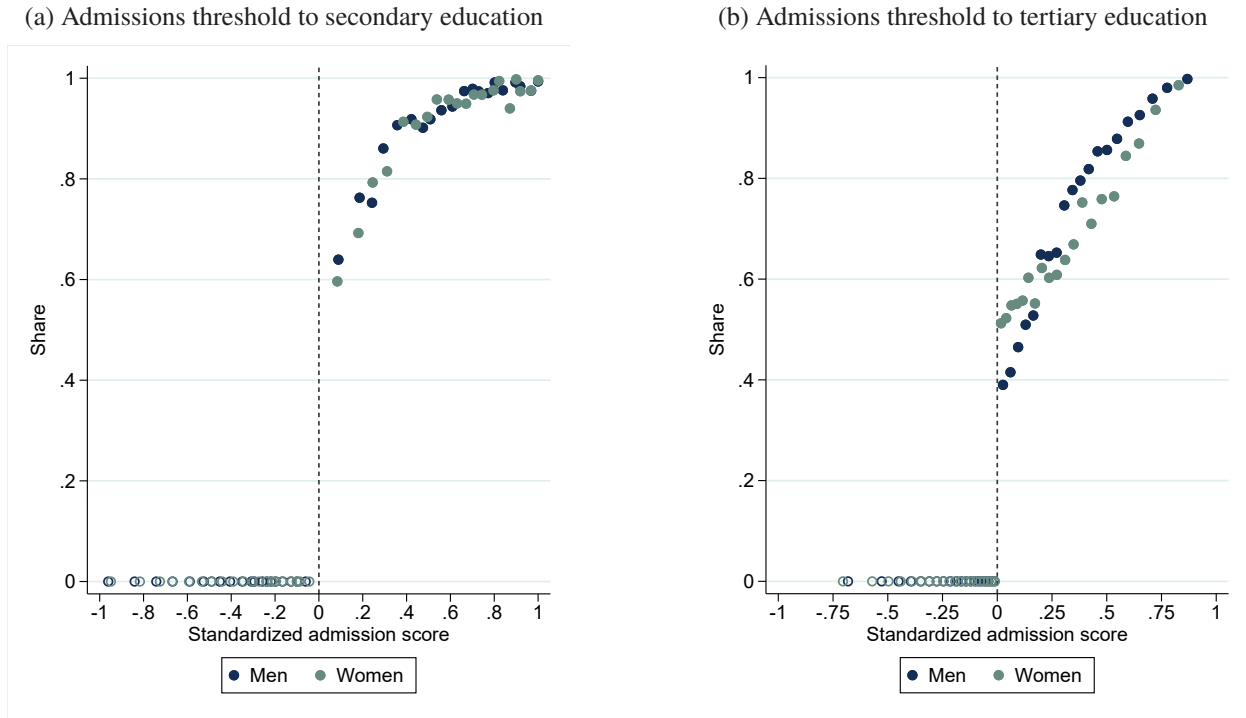 (a) Admissions threshold to secondary education
1
.8
.6
.4
.2
0
Share
-1 -.8 -.6 -.4 -.2 0 .2 .4 .6 .8 1
Standardized admission score
Men Women
(b) Admissions threshold to tertiary education
1
.8
.6
.4
.2
0
Share
-1 -.75 -.5 -.25 0 .25 .5 .75 1
Standardized admission score
Men Women